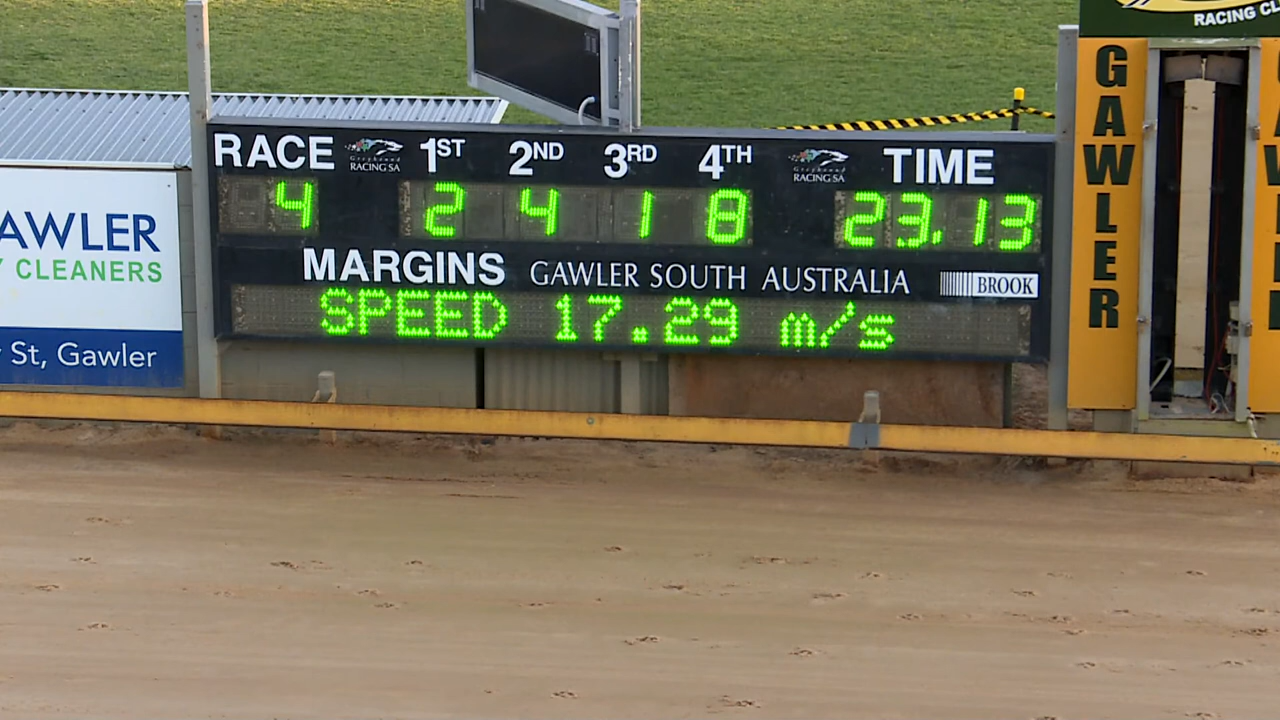 RACING CL
GAWLER
RACE 1ST 2ND 3RD 4TH TIME
Greyhound RACING SA
Greyhound RACING SA
4 2 4 1 8 23.13
MARGINS GAWLER SOUTH AUSTRALIA BROOK
SPEED 17.29 m/s
AWLER
CLEANERS
St, Gawler